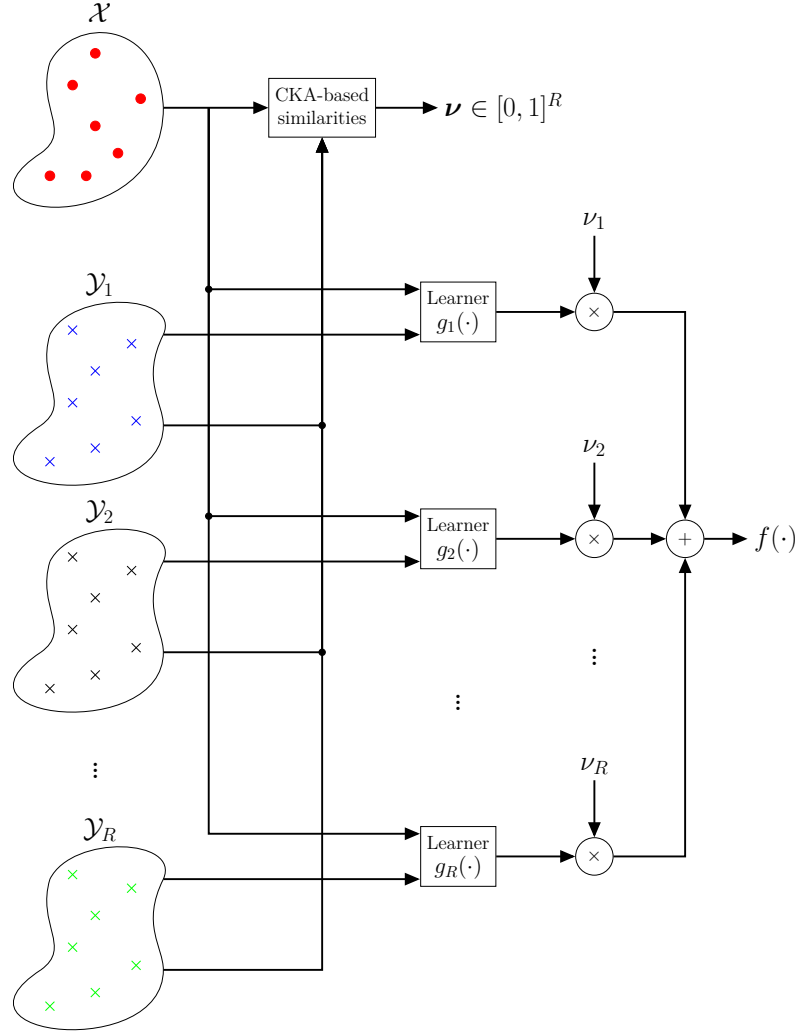 𝒳
CKA-based
similarities
𝝂 ∈ [0, 1]^R
ν_1
𝒴_1
Learner
g_1(·)
×
ν_2
𝒴_2
Learner
g_2(·)
×
+
f(·)
⋮
⋮
⋮
ν_R
𝒴_R
Learner
g_R(·)
×